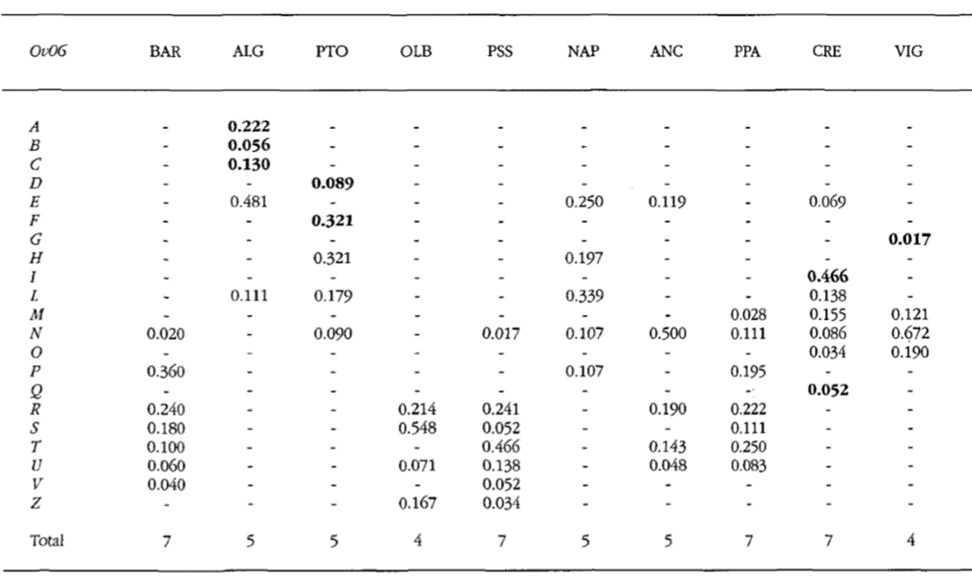 Ov06 BAR ALG PTO OLB PSS NAP ANC PPA CRE VIG
A - 0.222 - - - - - - - -
B - 0.056 - - - - - - - -
C - 0.130 - - - - - - - -
D - - 0.089 - - - - - - -
E - 0.481 - - - 0.250 0.119 - 0.069 -
F - - 0.321 - - - - - - -
G - - - - - - - - - 0.017
H - - 0.321 - - 0.197 - - - -
I - - - - - - - - 0.466 -
L - 0.111 0.179 - - 0.339 - - 0.138 -
M - - - - - - - 0.028 0.155 0.121
N 0.020 - 0.090 - 0.017 0.107 0.500 0.111 0.086 0.672
O - - - - - - - - 0.034 0.190
P 0.360 - - - - 0.107 - 0.195 - -
Q - - - - - - - - 0.052 -
R 0.240 - - 0.214 0.241 - 0.190 0.222 - -
S 0.180 - - 0.548 0.052 - - 0.111 - -
T 0.100 - - - 0.466 - 0.143 0.250 - -
U 0.060 - - 0.071 0.138 - 0.048 0.083 - -
V 0.040 - - - 0.052 - - - - -
Z - - - 0.167 0.034 - - - - -
Total 7 5 5 4 7 5 5 7 7 4